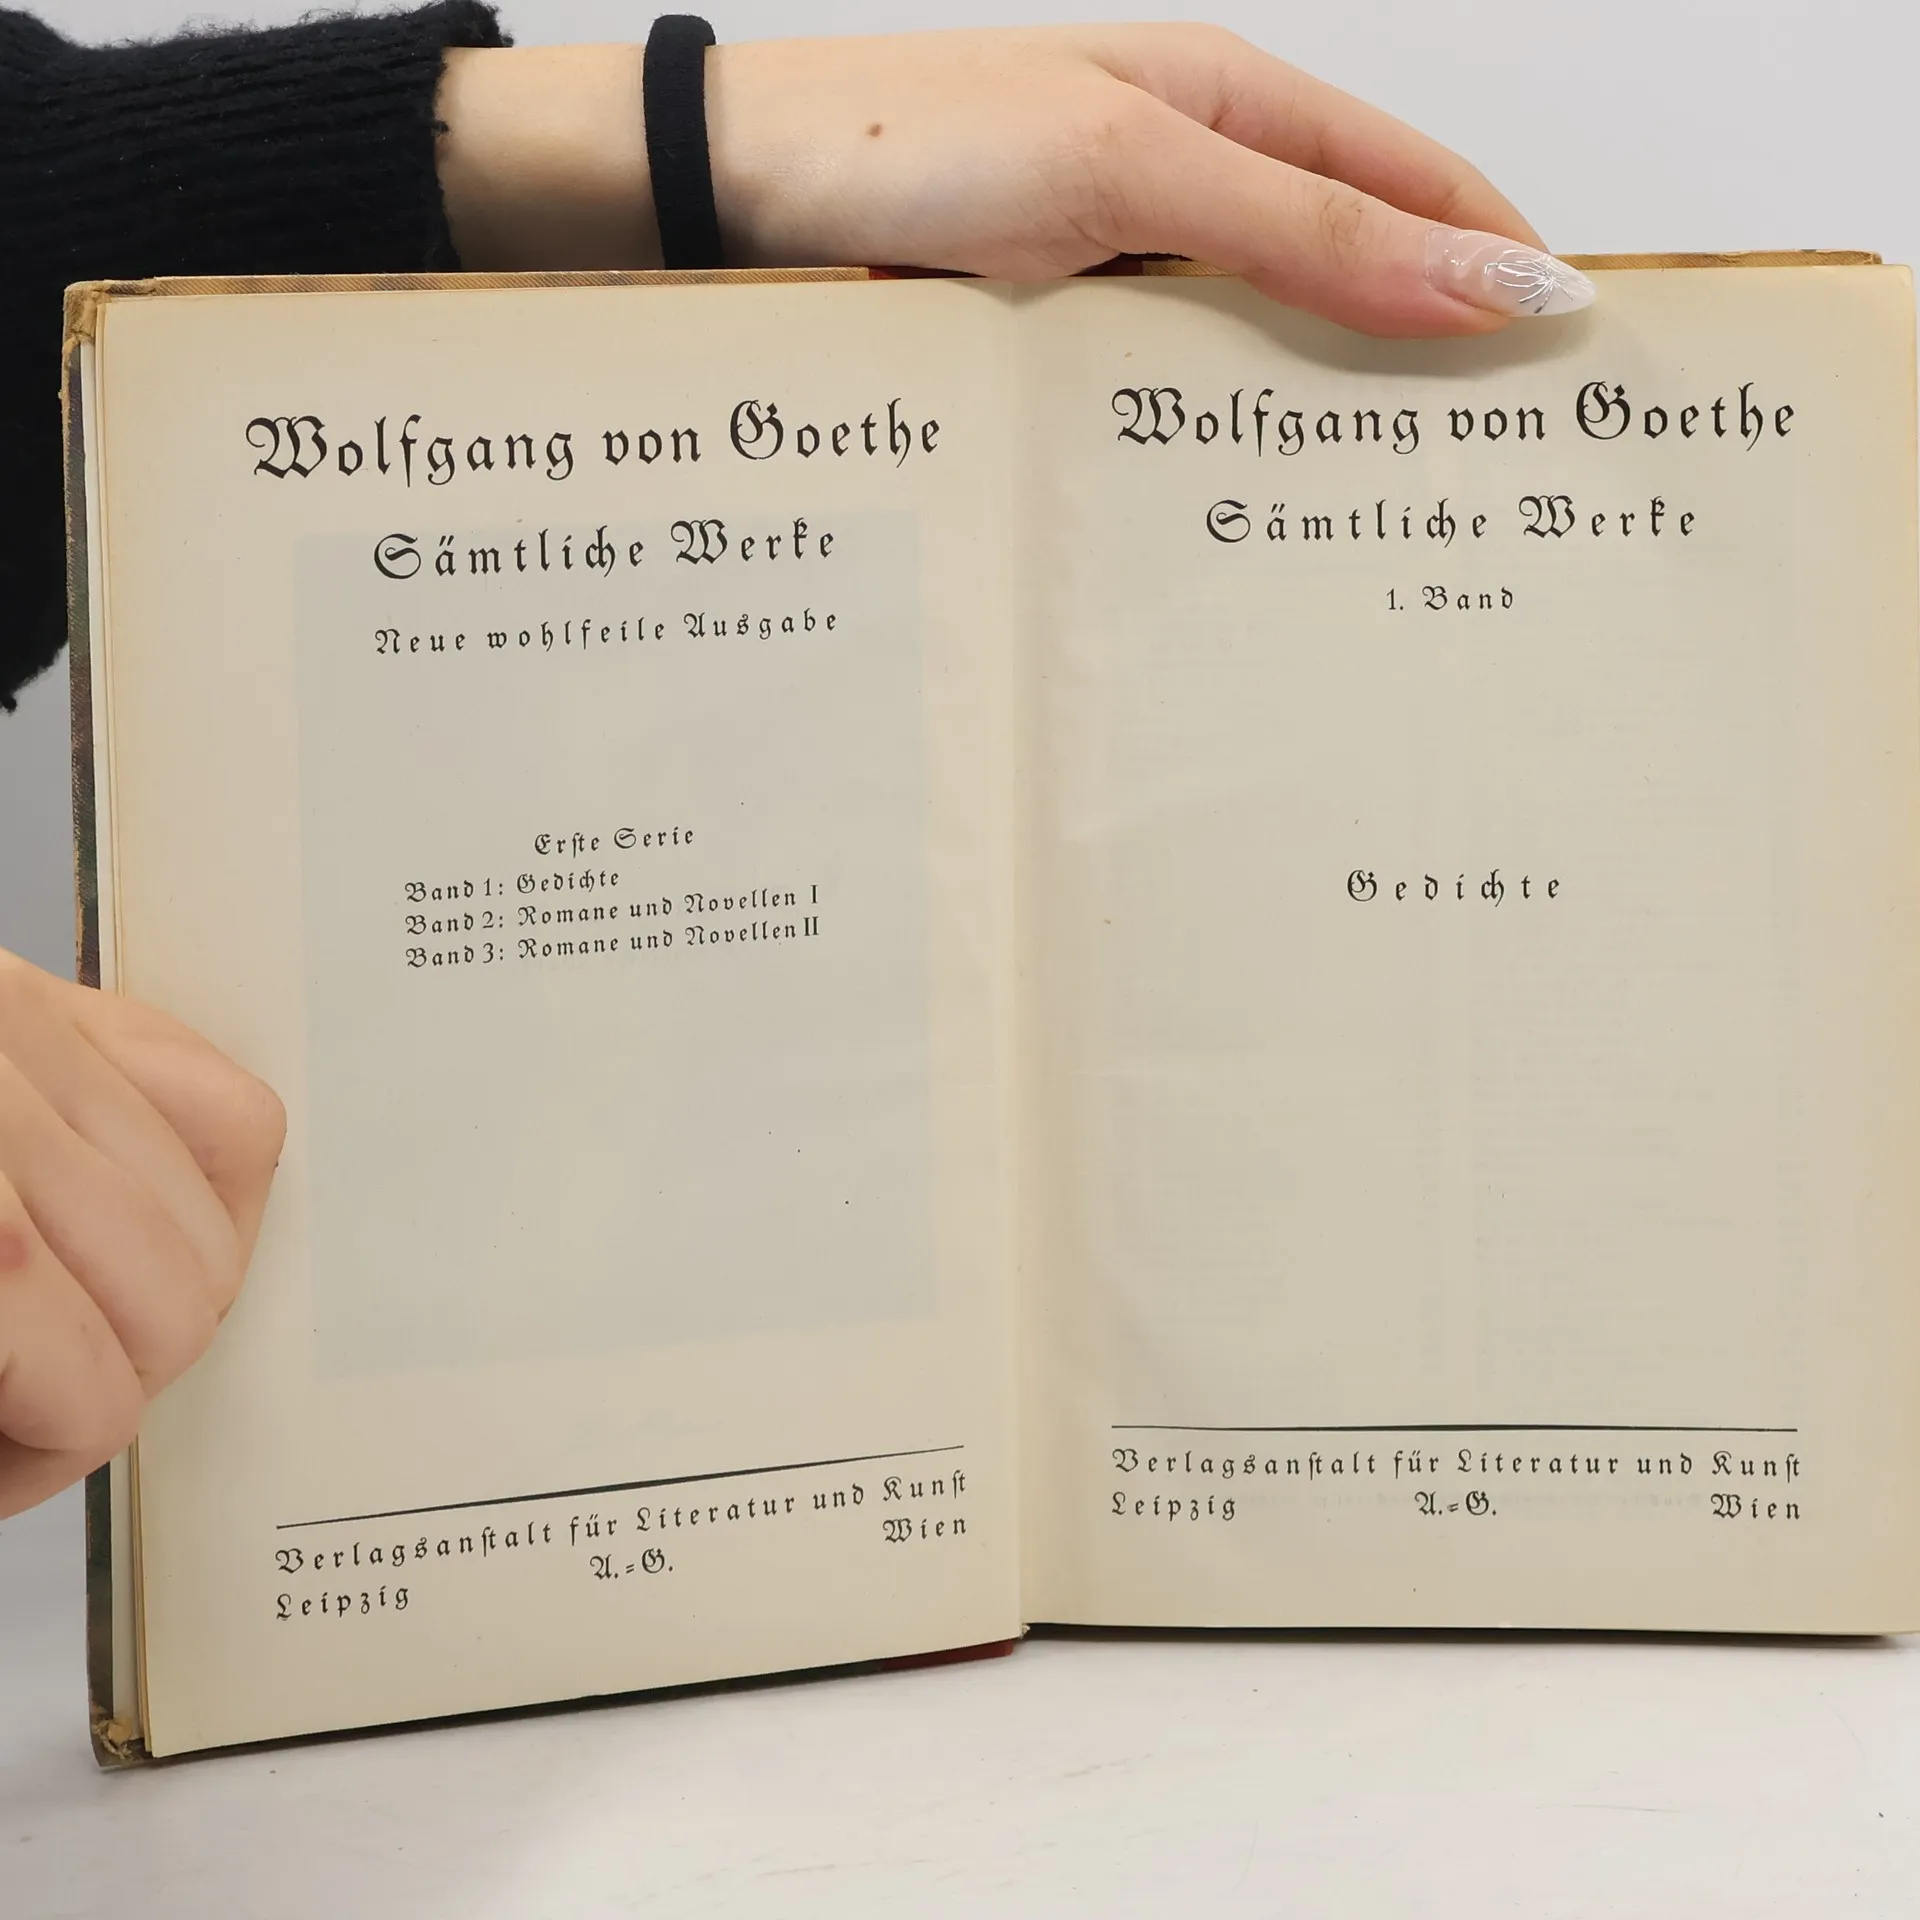 Wolfgang von Goethe
Sämtliche Werke
Neue wohlfeile Ausgabe
Erste Serie
Band 1: Gedichte
Band 2: Romane und Novellen I
Band 3: Romane und Novellen II
Verlagsanstalt für Literatur und Kunst
Leipzig A.=G. Wien
Wolfgang von Goethe
Sämtliche Werke
1. Band
Gedichte
Verlagsanstalt für Literatur und Kunst
Leipzig A.=G. Wien